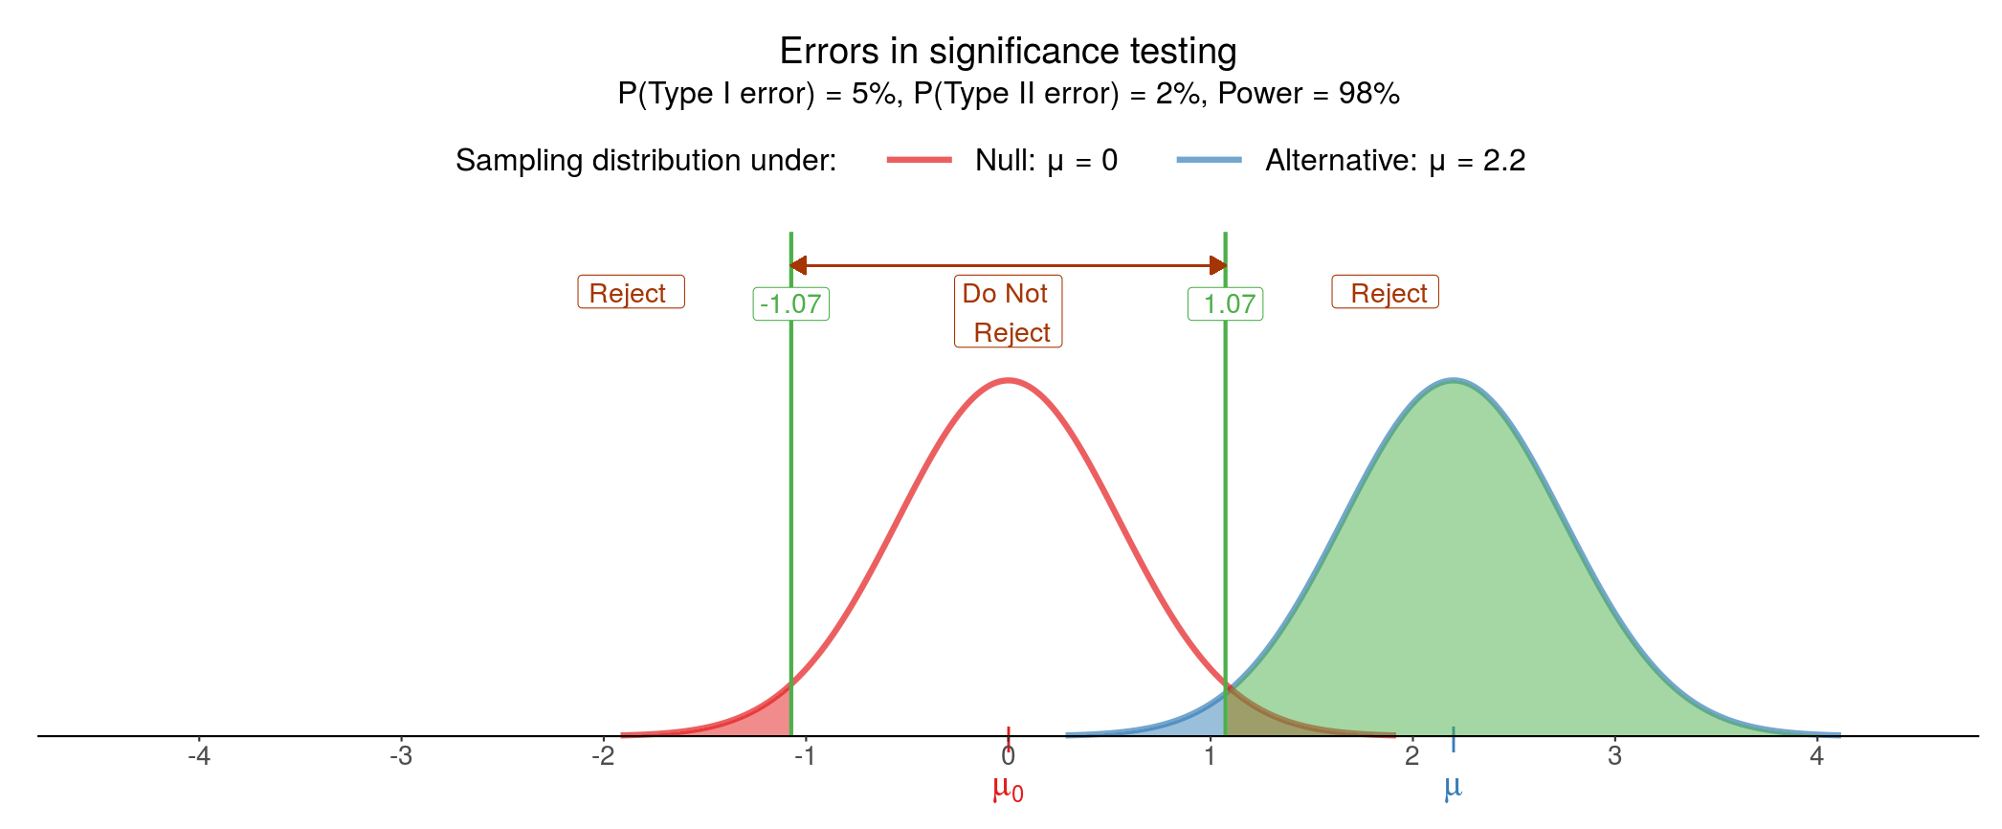 Errors in significance testing
P(Type I error) = 5%, P(Type II error) = 2%, Power = 98%
Sampling distribution under: Null: μ = 0 Alternative: μ = 2.2
Reject -1.07 Do Not 1.07 Reject
Reject
-4 -3 -2 -1 0 1 2 3 4
μ₀ μ